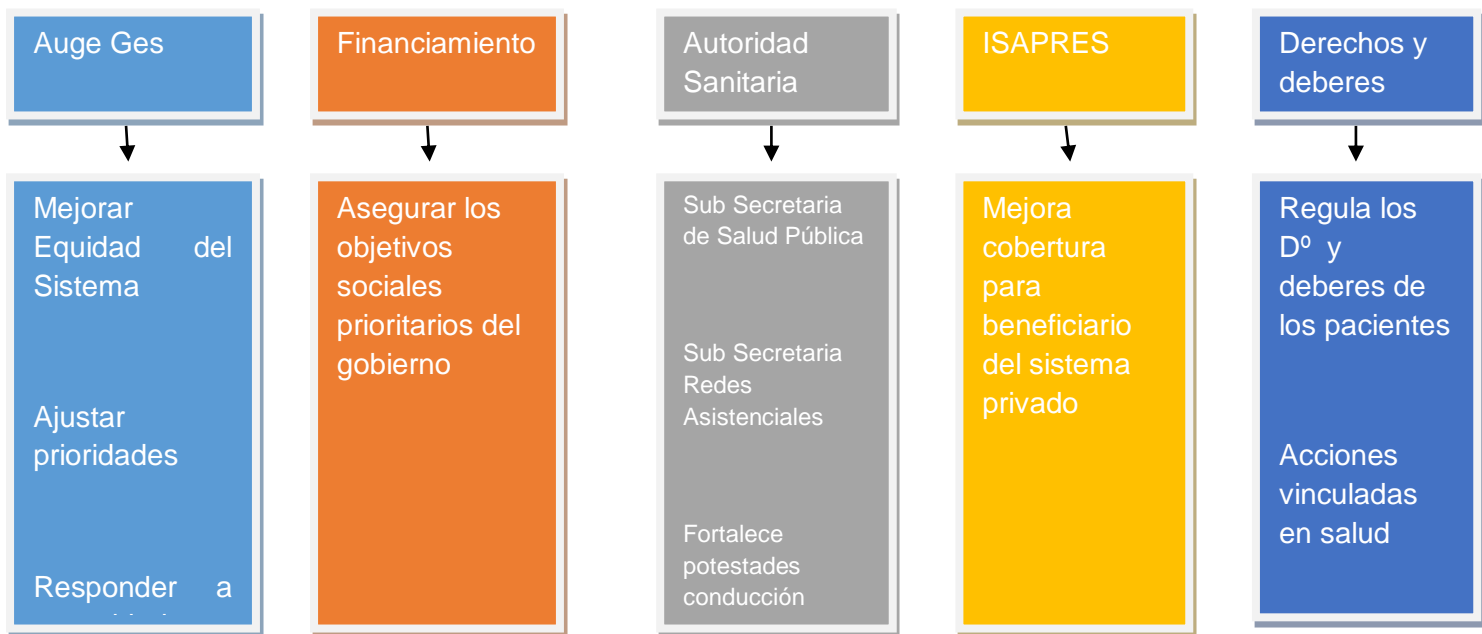 Auge Ges
Financiamiento
Autoridad
Sanitaria
ISAPRES
Derechos y
deberes
Mejorar
Equidad del
Sistema
Ajustar
prioridades
Responder a
Asegurar los
objetivos
sociales
prioritarios del
gobierno
Sub Secretaria
de Salud Pública
Sub Secretaria
Redes
Asistenciales
Fortalece
potestades
conducción
Mejora
cobertura
para
beneficiario
del sistema
privado
Regula los
Dº y
deberes de
los pacientes
Acciones
vinculadas
en salud